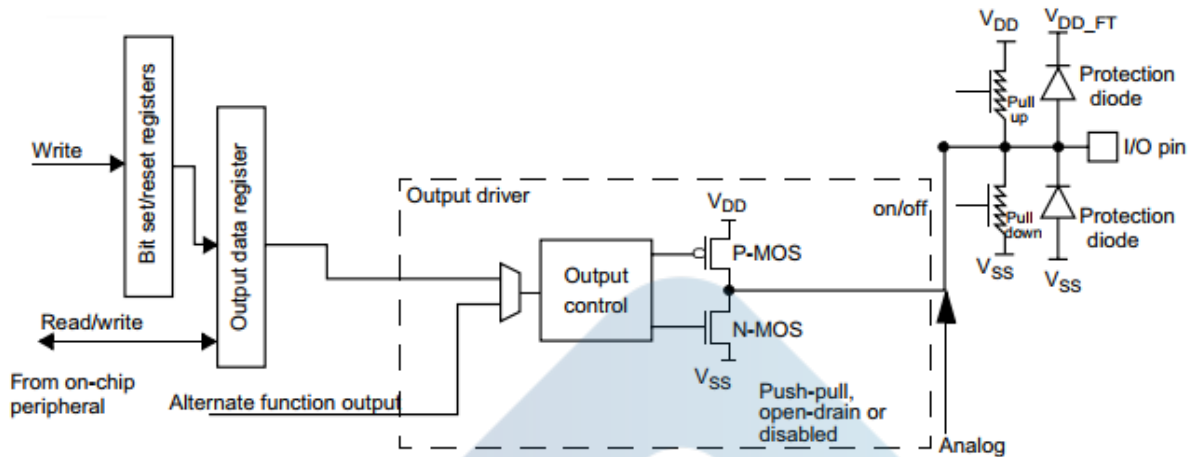 Write
Bit set/reset registers
Read/write
From on-chip
peripheral
Output data register
Alternate function output
Output driver
Output
control
VDD
P-MOS
N-MOS
VSS
Push-pull,
open-drain or
disabled
on/off
Analog
VDD
Pull
up
Pull
down
VSS
VDD_FT
Protection
diode
I/O pin
Protection
diode
VSS